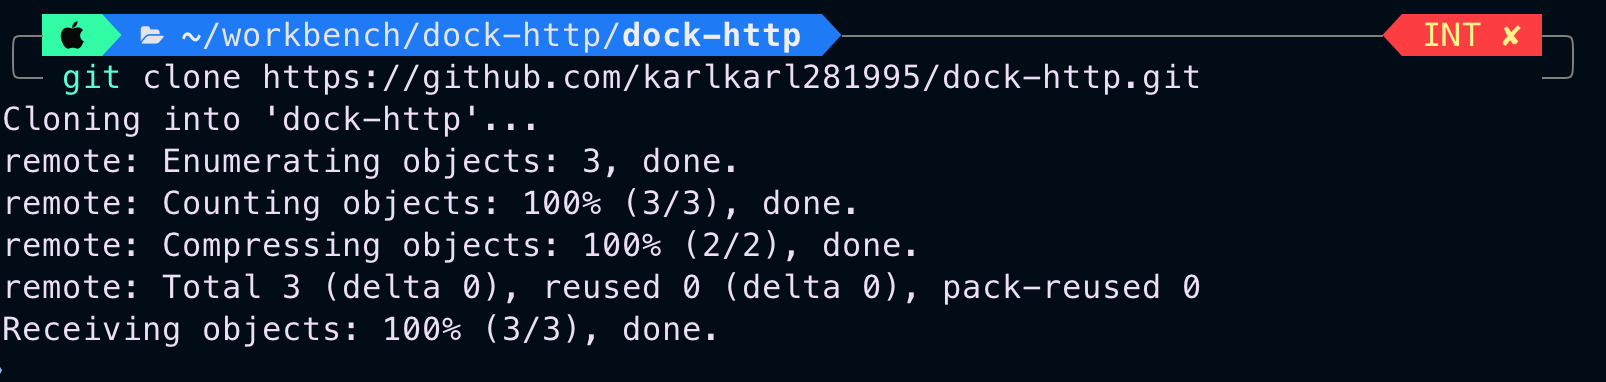 ~/workbench/dock-http/dock-http INT ✘
git clone https://github.com/karlkarl281995/dock-http.git
Cloning into 'dock-http'...
remote: Enumerating objects: 3, done.
remote: Counting objects: 100% (3/3), done.
remote: Compressing objects: 100% (2/2), done.
remote: Total 3 (delta 0), reused 0 (delta 0), pack-reused 0
Receiving objects: 100% (3/3), done.